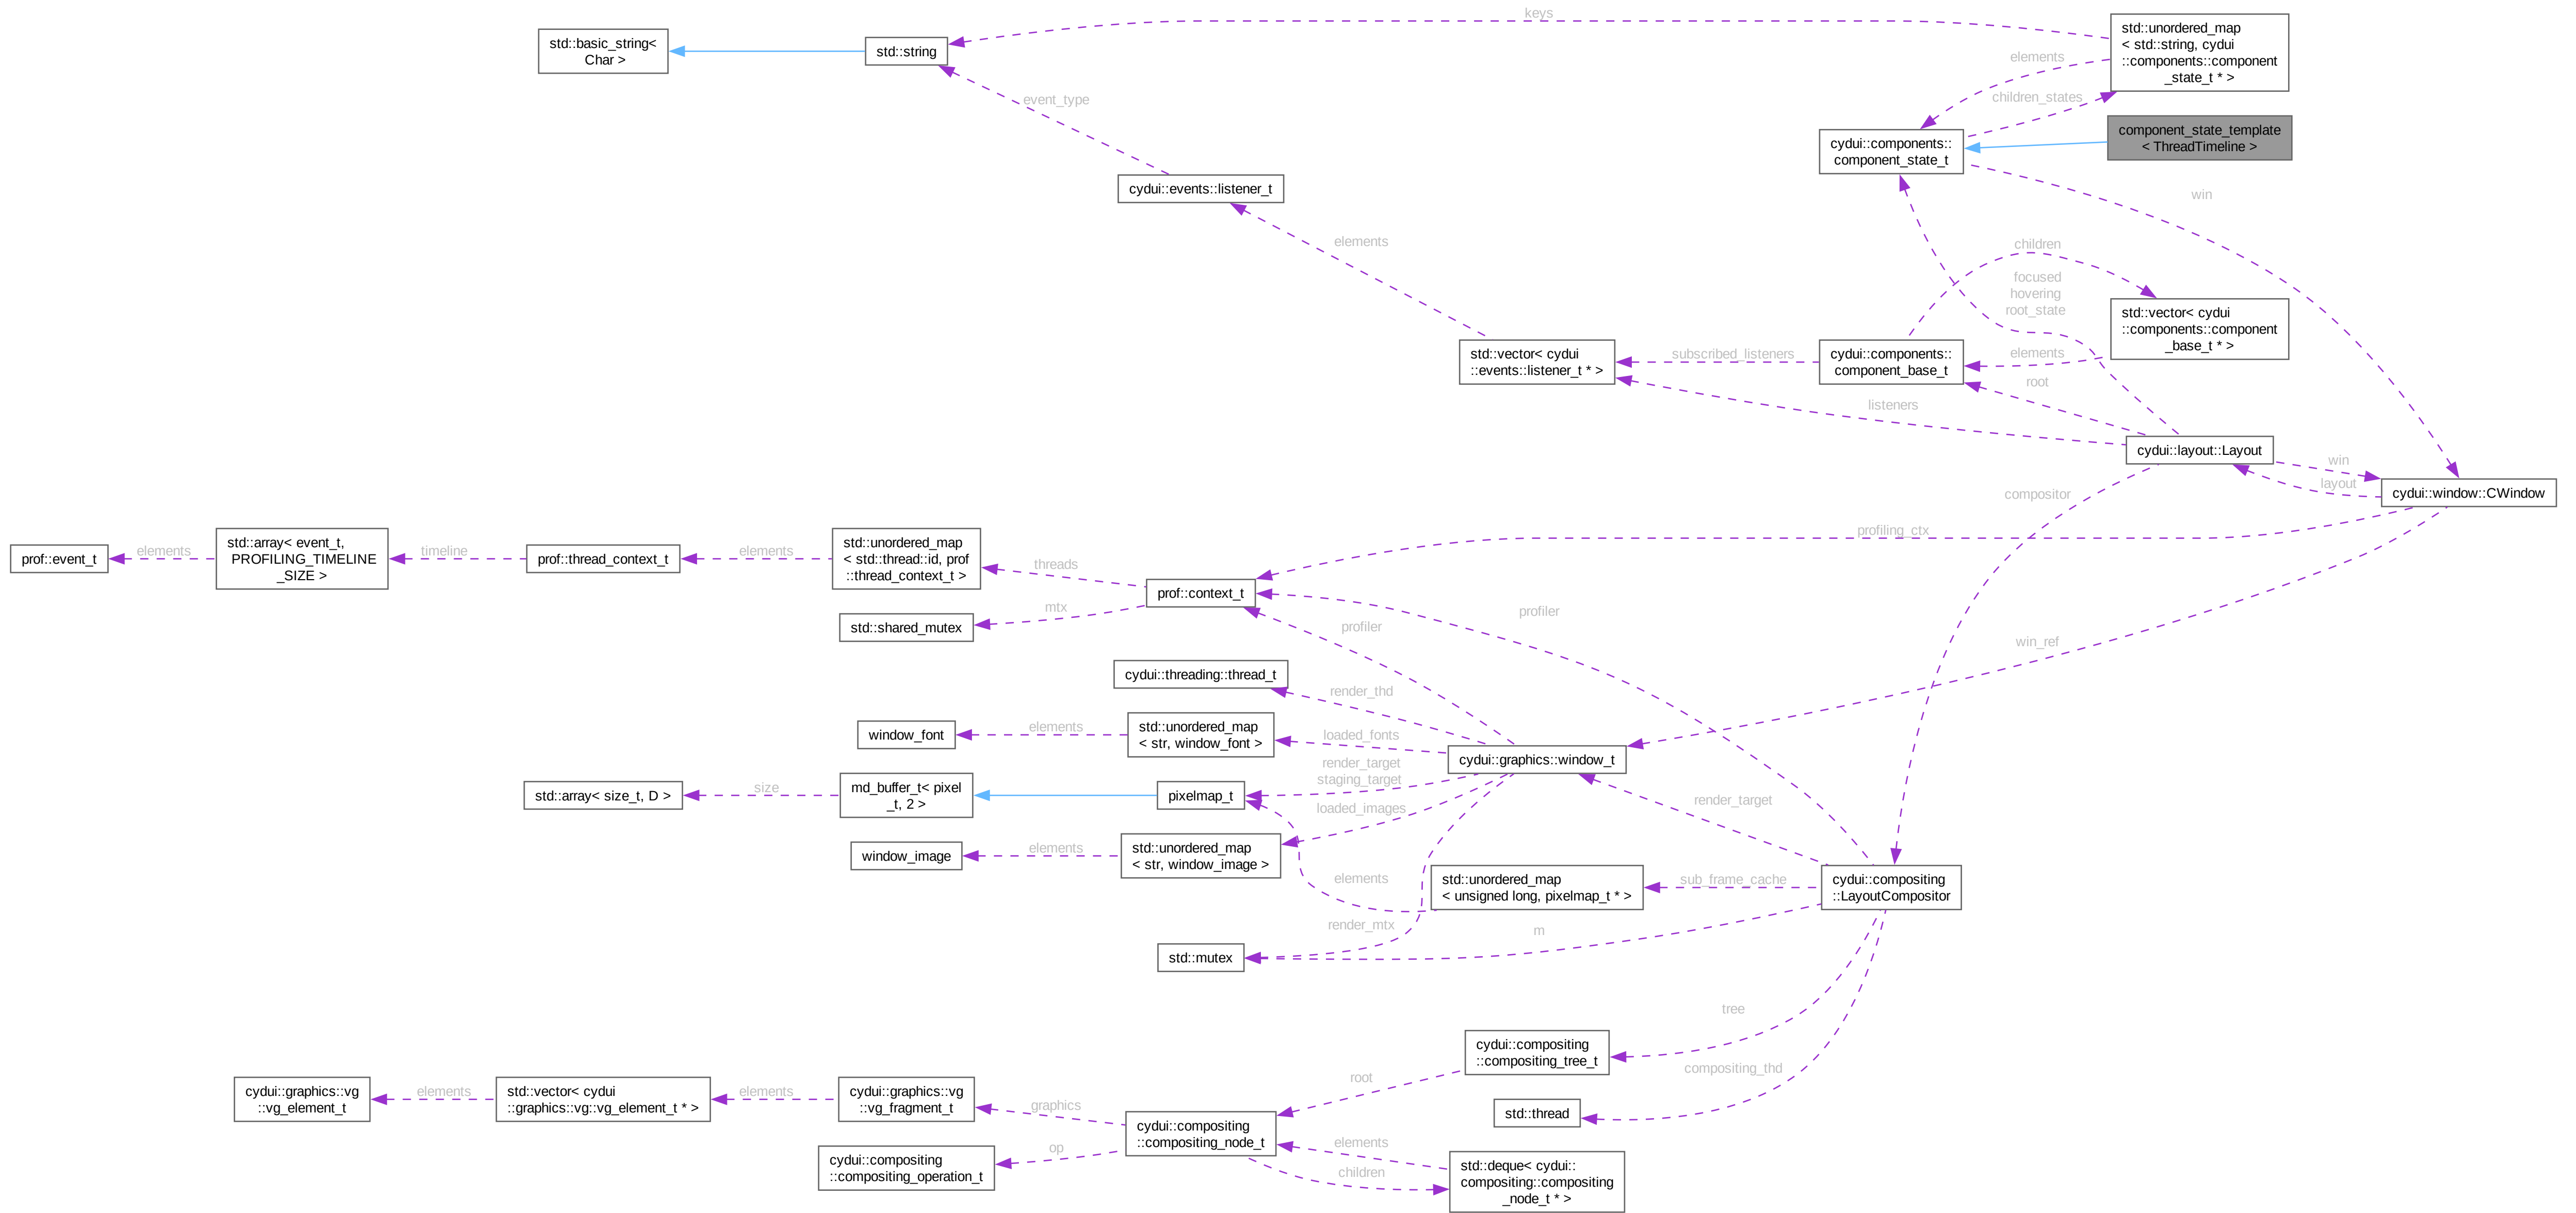 keys
std::unordered_map
< std::string, cydui
::components::component
_state_t * >
std::basic_string<
Char >
std::string
elements
event_type
children_states
component_state_template
< ThreadTimeline >
cydui::components::
component_state_t
cydui::events::listener_t
win
elements
children
focused
hovering
root_state
std::vector< cydui
::components::component
_base_t * >
std::vector< cydui
::events::listener_t * >
subscribed_listeners
cydui::components::
component_base_t
elements
root
listeners
cydui::layout::Layout
win
layout
cydui::window::CWindow
compositor
profiling_ctx
prof::event_t
elements
std::array< event_t,
PROFILING_TIMELINE
_SIZE >
timeline
prof::thread_context_t
elements
std::unordered_map
< std::thread::id, prof
::thread_context_t >
threads
prof::context_t
mtx
std::shared_mutex
profiler
profiler
win_ref
cydui::threading::thread_t
render_thd
window_font
elements
std::unordered_map
< str, window_font >
loaded_fonts
cydui::graphics::window_t
render_target
staging_target
std::array< size_t, D >
size
md_buffer_t< pixel
_t, 2 >
pixelmap_t
loaded_images
render_target
window_image
elements
std::unordered_map
< str, window_image >
elements
std::unordered_map
< unsigned long, pixelmap_t * >
sub_frame_cache
cydui::compositing
::LayoutCompositor
render_mtx
m
std::mutex
tree
cydui::compositing
::compositing_tree_t
compositing_thd
root
cydui::graphics::vg
::vg_element_t
elements
std::vector< cydui
::graphics::vg::vg_element_t * >
elements
cydui::graphics::vg
::vg_fragment_t
graphics
std::thread
cydui::compositing
::compositing_node_t
op
cydui::compositing
::compositing_operation_t
elements
children
std::deque< cydui::
compositing::compositing
_node_t * >